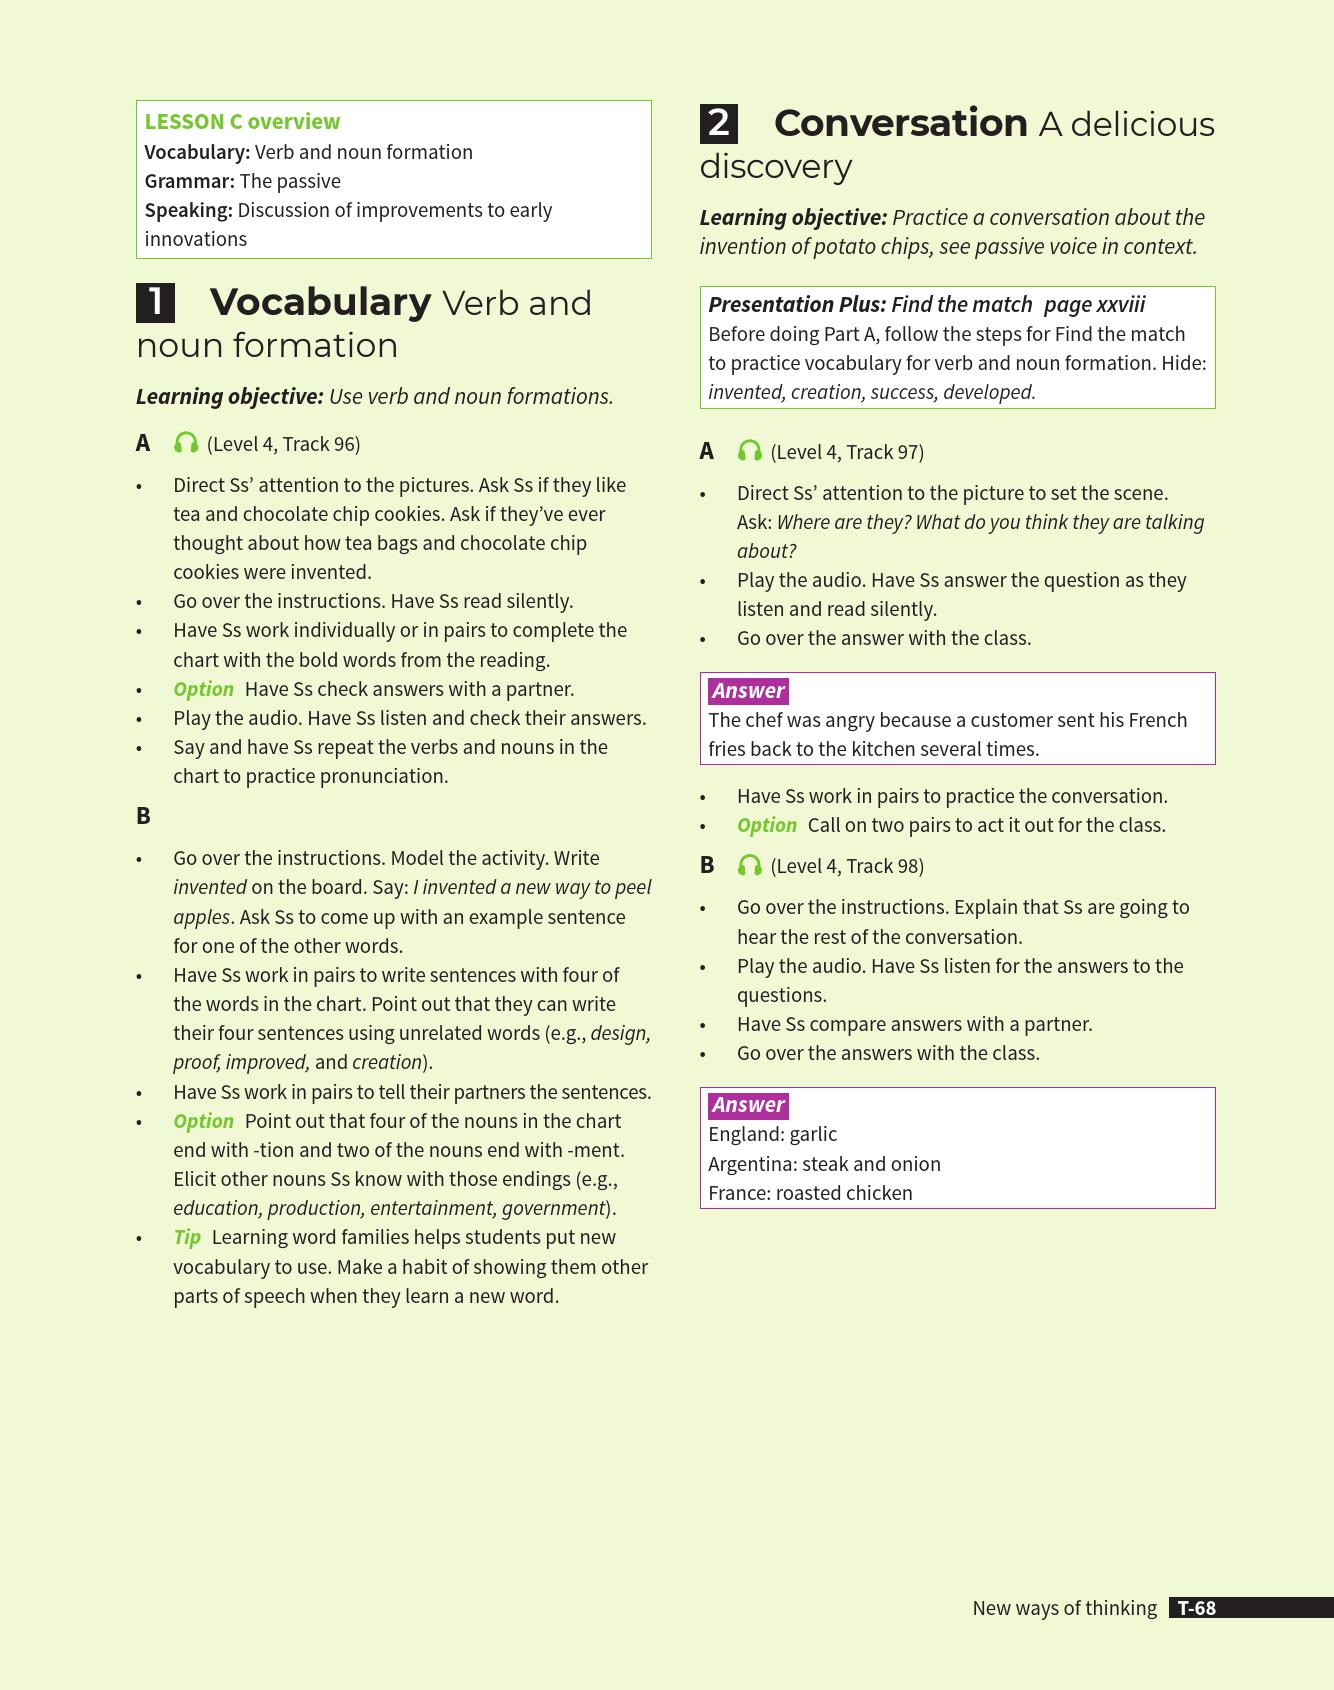 LESSON C overview
Vocabulary: Verb and noun formation
Grammar: The passive
Speaking: Discussion of improvements to early
innovations
1 Vocabulary Verb and
noun formation
Learning objective: Use verb and noun formations.
A (Level 4, Track 96)
• Direct Ss’ attention to the pictures. Ask Ss if they like
tea and chocolate chip cookies. Ask if they’ve ever
thought about how tea bags and chocolate chip
cookies were invented.
• Go over the instructions. Have Ss read silently.
• Have Ss work individually or in pairs to complete the
chart with the bold words from the reading.
• Option Have Ss check answers with a partner.
• Play the audio. Have Ss listen and check their answers.
• Say and have Ss repeat the verbs and nouns in the
chart to practice pronunciation.
B
• Go over the instructions. Model the activity. Write
invented on the board. Say: I invented a new way to peel
apples. Ask Ss to come up with an example sentence
for one of the other words.
• Have Ss work in pairs to write sentences with four of
the words in the chart. Point out that they can write
their four sentences using unrelated words (e.g., design,
proof, improved, and creation).
• Have Ss work in pairs to tell their partners the sentences.
• Option Point out that four of the nouns in the chart
end with -tion and two of the nouns end with -ment.
Elicit other nouns Ss know with those endings (e.g.,
education, production, entertainment, government).
• Tip Learning word families helps students put new
vocabulary to use. Make a habit of showing them other
parts of speech when they learn a new word.
2 Conversation A delicious
discovery
Learning objective: Practice a conversation about the
invention of potato chips, see passive voice in context.
Presentation Plus: Find the match page xxviii
Before doing Part A, follow the steps for Find the match
to practice vocabulary for verb and noun formation. Hide:
invented, creation, success, developed.
A (Level 4, Track 97)
• Direct Ss’ attention to the picture to set the scene.
Ask: Where are they? What do you think they are talking
about?
• Play the audio. Have Ss answer the question as they
listen and read silently.
• Go over the answer with the class.
Answer
The chef was angry because a customer sent his French
fries back to the kitchen several times.
• Have Ss work in pairs to practice the conversation.
• Option Call on two pairs to act it out for the class.
B (Level 4, Track 98)
• Go over the instructions. Explain that Ss are going to
hear the rest of the conversation.
• Play the audio. Have Ss listen for the answers to the
questions.
• Have Ss compare answers with a partner.
• Go over the answers with the class.
Answer
England: garlic
Argentina: steak and onion
France: roasted chicken
New ways of thinking T-68